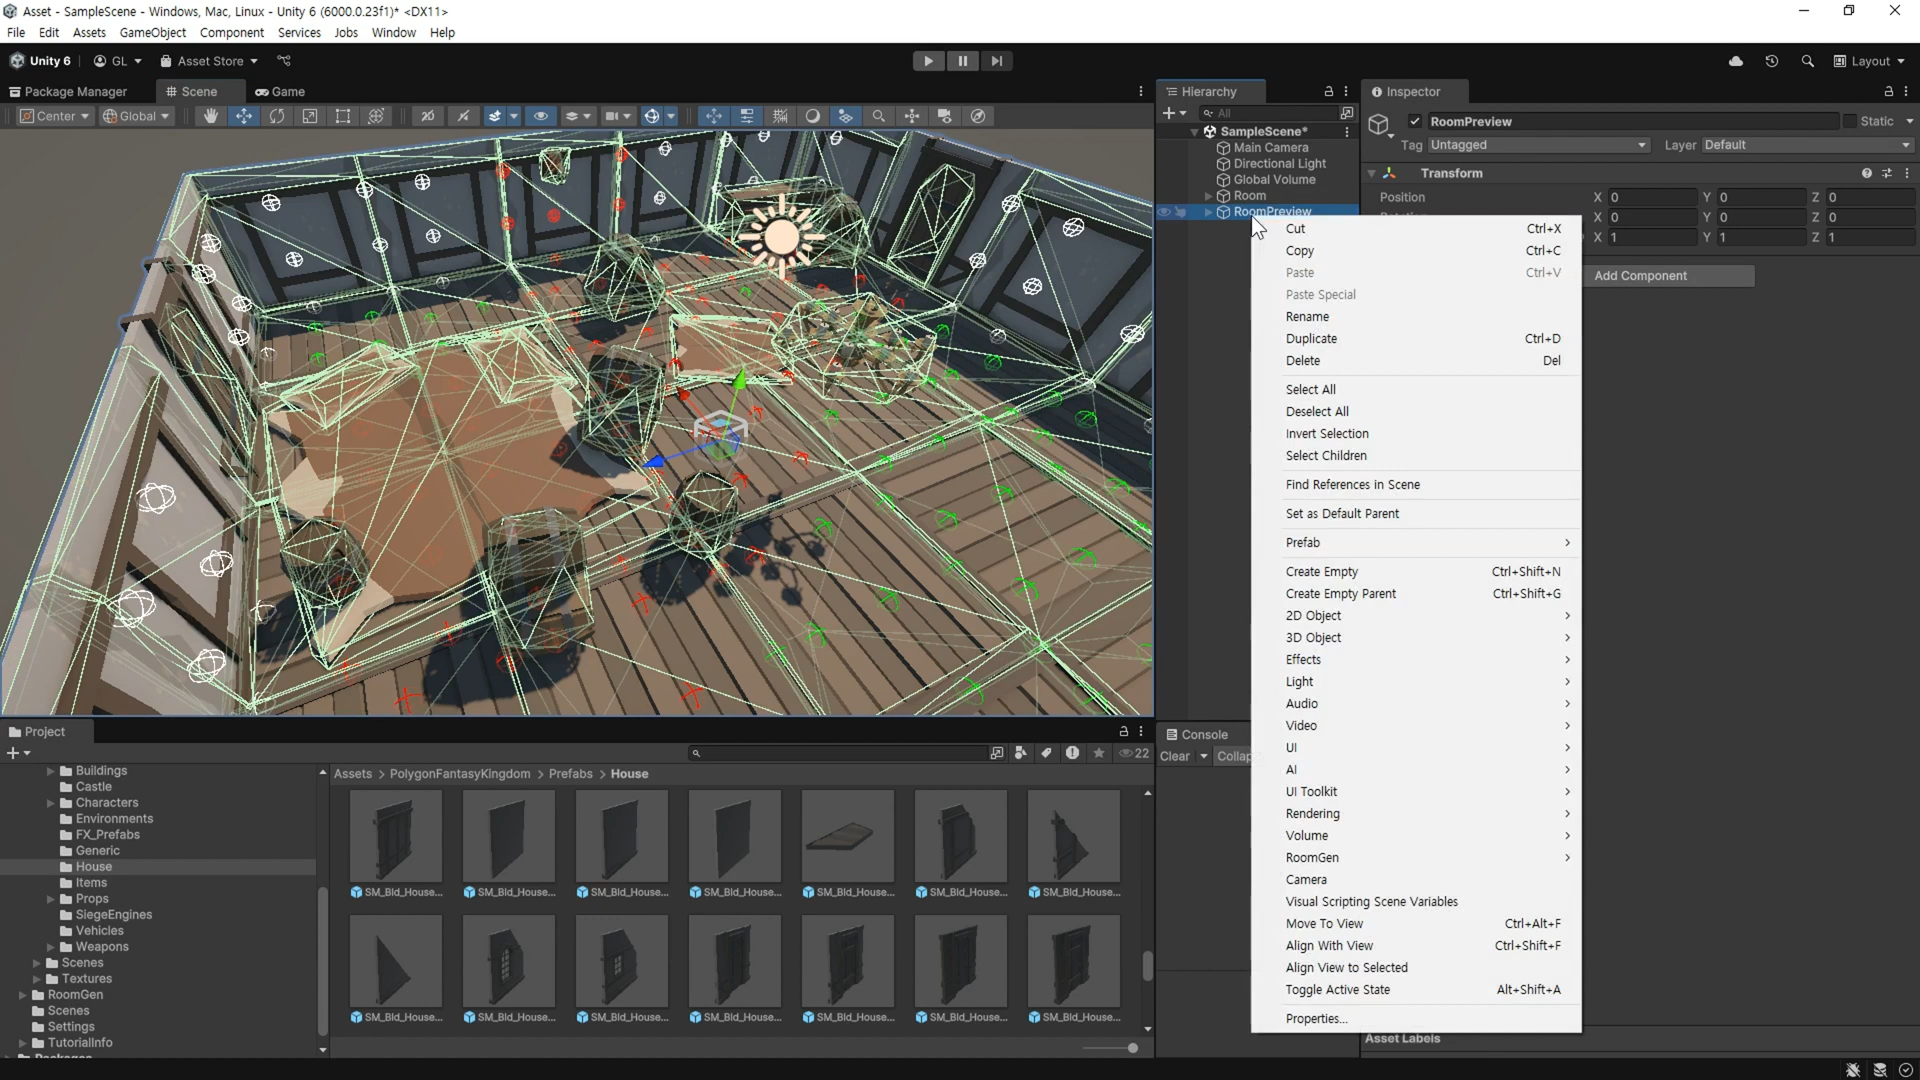 Asset - SampleScene - Windows, Mac, Linux - Unity 6 (6000.0.23f1)* <DX11>
File Edit Assets GameObject Component Services Jobs Window Help
Unity 6 GL Asset Store Layout
Package Manager Scene Game
Center Global
Hierarchy
All
SampleScene*
Main Camera
Directional Light
Global Volume
Room
RoomPreview
Inspector
RoomPreview Static
Tag Untagged Layer Default
Transform
Position X 0 Y 0 Z 0
X 0 Y 0 Z 0
X 1 Y 1 Z 1
Add Component
Cut Ctrl+X
Copy Ctrl+C
Paste Ctrl+V
Paste Special
Rename
Duplicate Ctrl+D
Delete Del
Select All
Deselect All
Invert Selection
Select Children
Find References in Scene
Set as Default Parent
Prefab
Create Empty Ctrl+Shift+N
Create Empty Parent Ctrl+Shift+G
2D Object
3D Object
Effects
Light
Audio
Video
UI
AI
UI Toolkit
Rendering
Volume
RoomGen
Camera
Visual Scripting Scene Variables
Move To View Ctrl+Alt+F
Align With View Ctrl+Shift+F
Align View to Selected
Toggle Active State Alt+Shift+A
Properties...
Asset Labels
Console
Clear Collap
Project
22
Buildings
Castle
Characters
Environments
FX_Prefabs
Generic
House
Items
Props
SiegeEngines
Vehicles
Weapons
Scenes
Textures
RoomGen
Scenes
Settings
TutorialInfo
Assets > PolygonFantasyKingdom > Prefabs > House
SM_Bld_House... SM_Bld_House... SM_Bld_House... SM_Bld_House... SM_Bld_House... SM_Bld_House... SM_Bld_House...
SM_Bld_House... SM_Bld_House... SM_Bld_House... SM_Bld_House... SM_Bld_House... SM_Bld_House... SM_Bld_House...